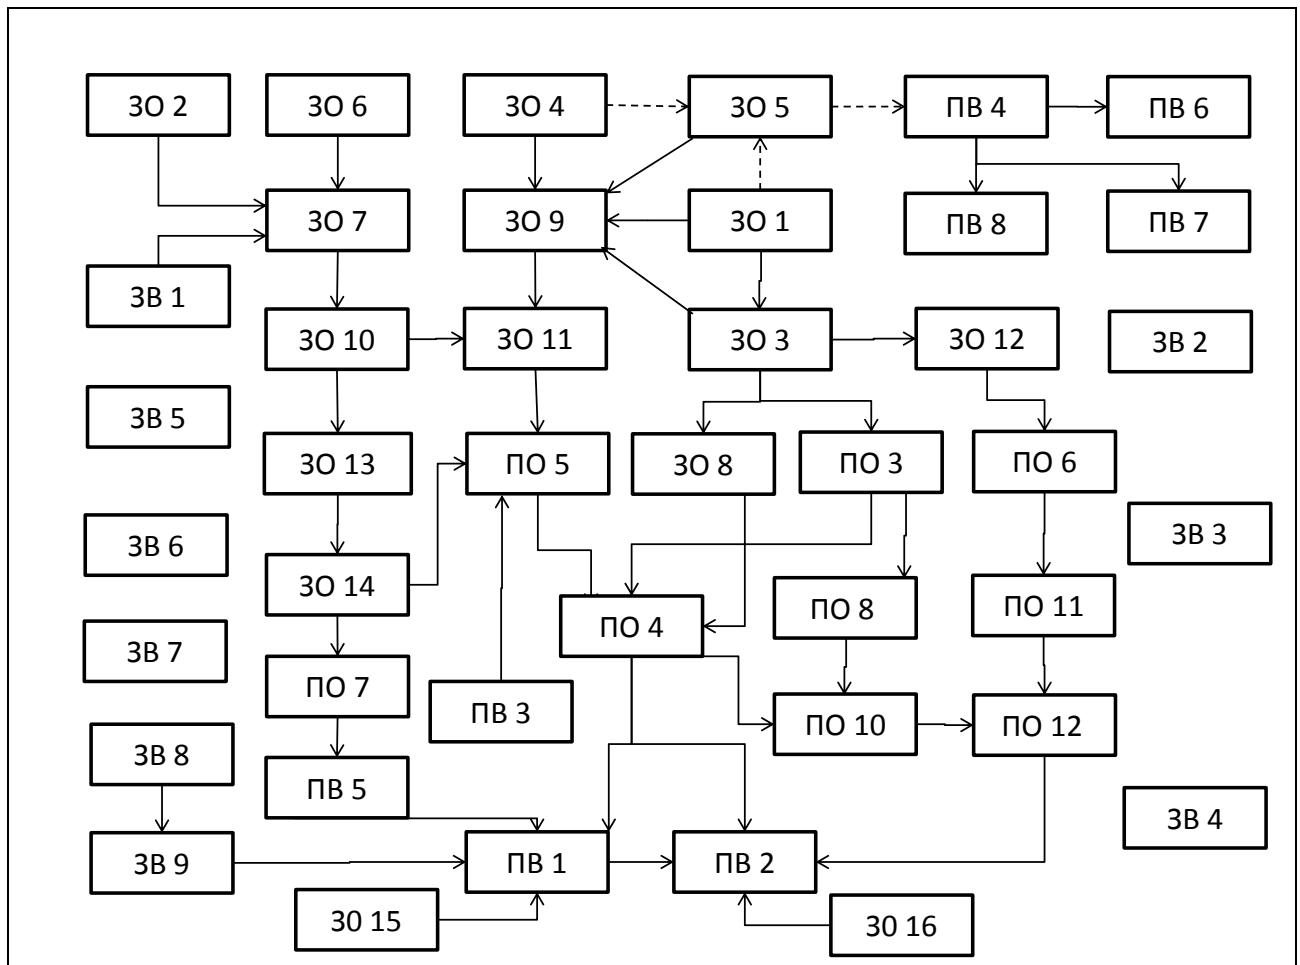 ЗО 2 ЗО 6 ЗО 4 ЗО 5 ПВ 4 ПВ 6
ЗО 7 ЗО 9 ЗО 1 ПВ 8 ПВ 7
ЗВ 1
ЗО 10 ЗО 11 ЗО 3 ЗО 12 ЗВ 2
ЗВ 5
ЗО 13 ПО 5 ЗО 8 ПО 3 ПО 6
ЗВ 6 ЗВ 3
ЗО 14 ПО 4 ПО 8 ПО 11
ЗВ 7
ПО 7 ПВ 3 ПО 10 ПО 12
ЗВ 8
ПВ 5 ЗВ 4
ЗВ 9 ПВ 1 ПВ 2
ЗО 15 ЗО 16